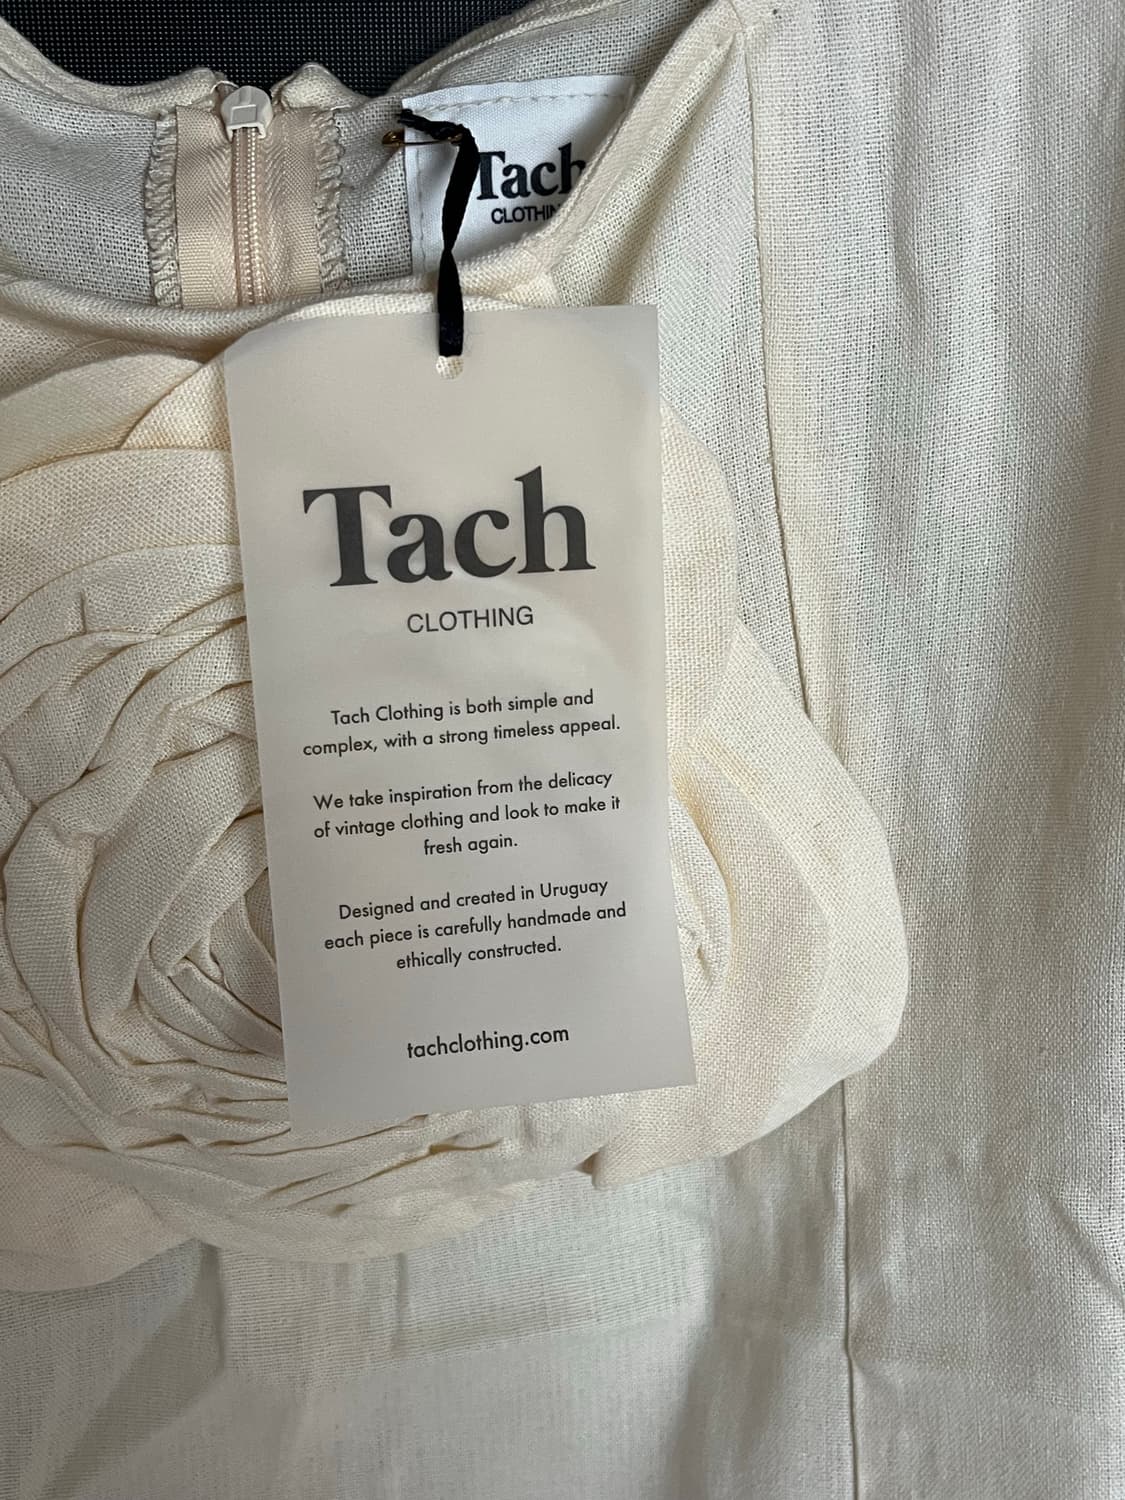 Tach
CLOTHIN
Tach
CLOTHING
Tach Clothing is both simple and
complex, with a strong timeless appeal.
We take inspiration from the delicacy
of vintage clothing and look to make it
fresh again.
Designed and created in Uruguay
each piece is carefully handmade and
ethically constructed.
tachclothing.com